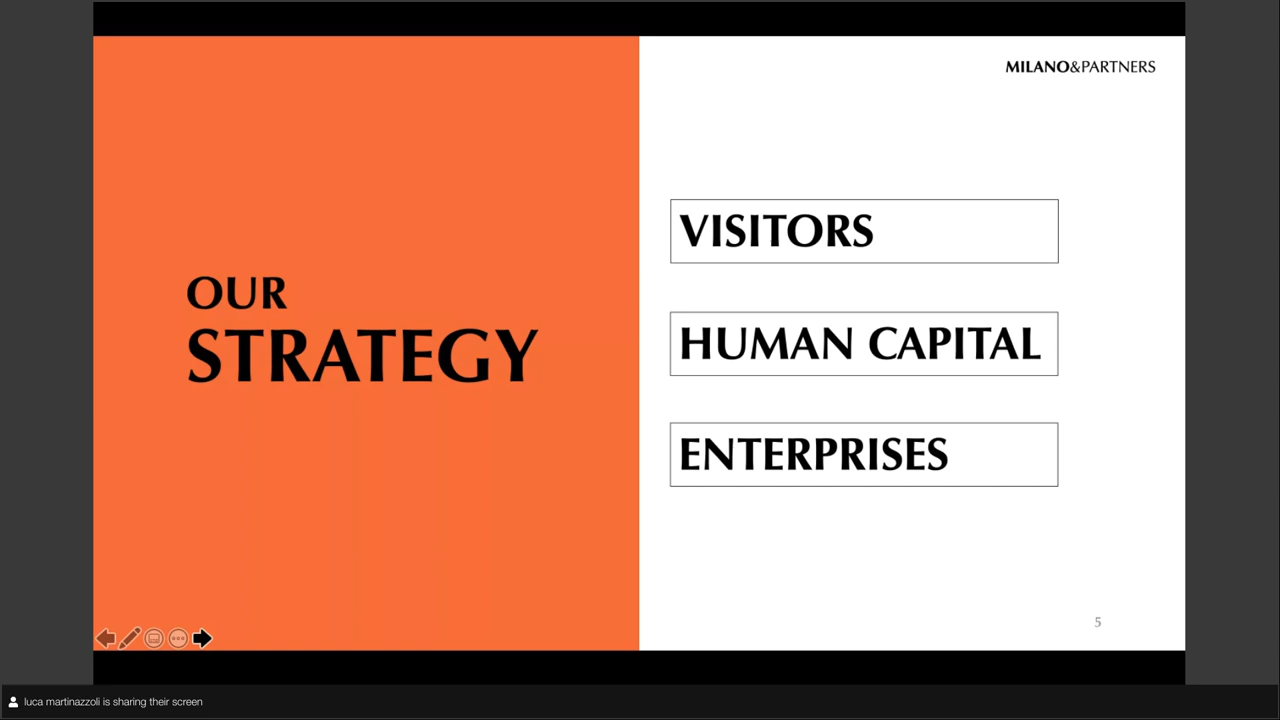 MILANO&PARTNERS
OUR
STRATEGY
VISITORS
HUMAN CAPITAL
ENTERPRISES
5
luca martinazzoli is sharing their screen